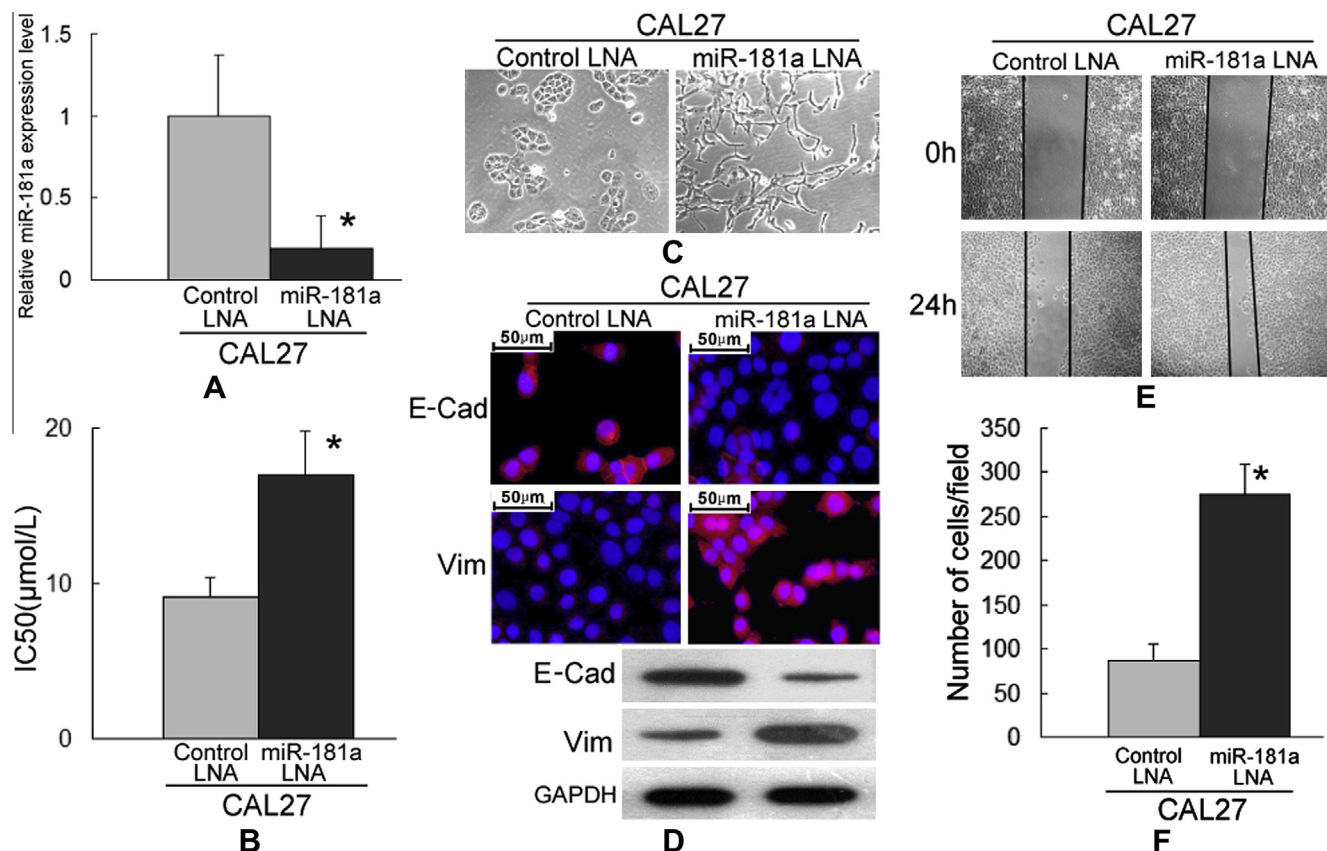 Relative miR-181a expression level
1.5
1
0.5
0
*
Control
LNA
miR-181a
LNA
CAL27
A
IC50(μmol/L)
20
10
0
*
Control
LNA
miR-181a
LNA
CAL27
B
CAL27
Control LNA
miR-181a LNA
C
CAL27
Control LNA
miR-181a LNA
E-Cad
50μm
50μm
Vim
50μm
50μm
E-Cad
Vim
GAPDH
D
CAL27
Control LNA
miR-181a LNA
0h
24h
E
Number of cells/field
350
300
250
200
150
100
50
0
*
Control
LNA
miR-181a
LNA
CAL27
F